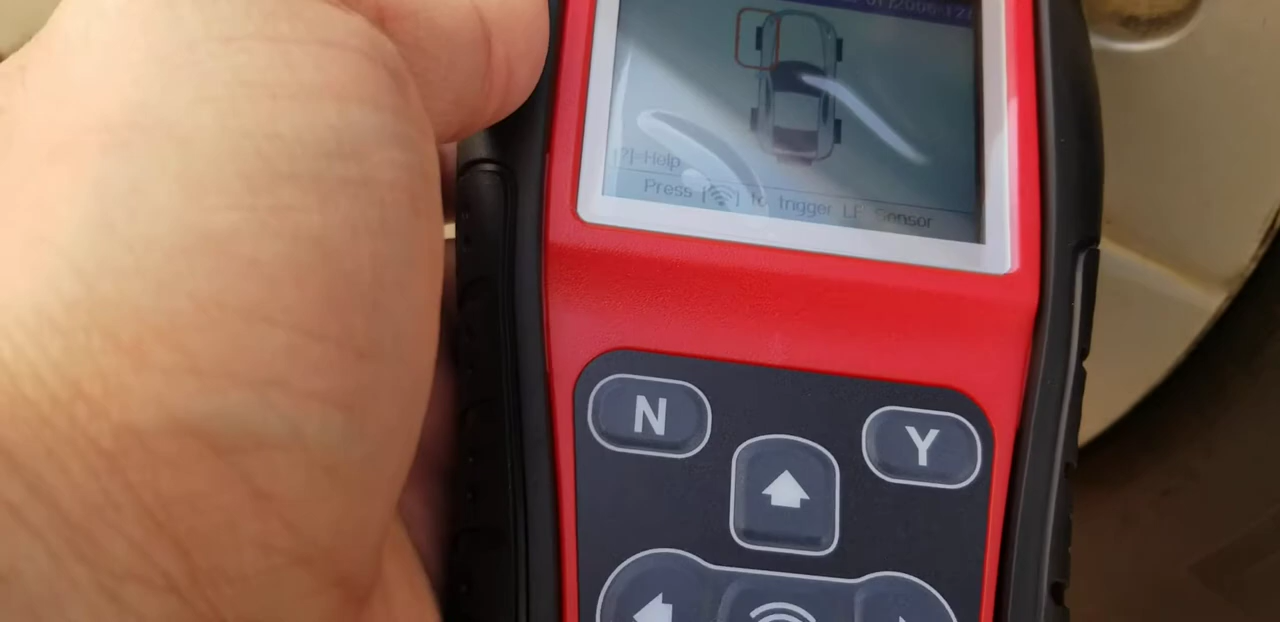 [?]=Help
Press [ ] to trigger LF Sensor
N
Y